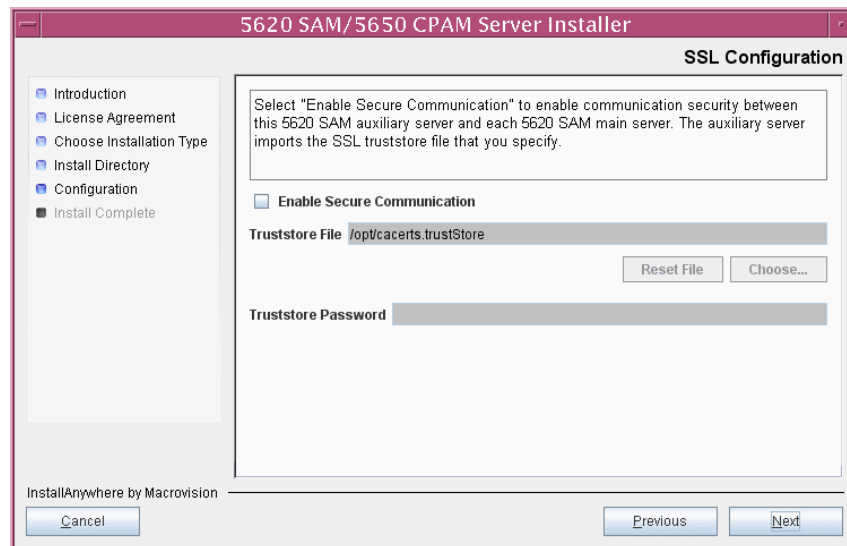 5620 SAM/5650 CPAM Server Installer
SSL Configuration
Introduction
License Agreement
Choose Installation Type
Install Directory
Configuration
Install Complete
Select "Enable Secure Communication" to enable communication security between
this 5620 SAM auxiliary server and each 5620 SAM main server. The auxiliary server
imports the SSL truststore file that you specify.
Enable Secure Communication
Truststore File /opt/cacerts.trustStore
Reset File Choose...
Truststore Password
InstallAnywhere by Macrovision
Cancel Previous Next